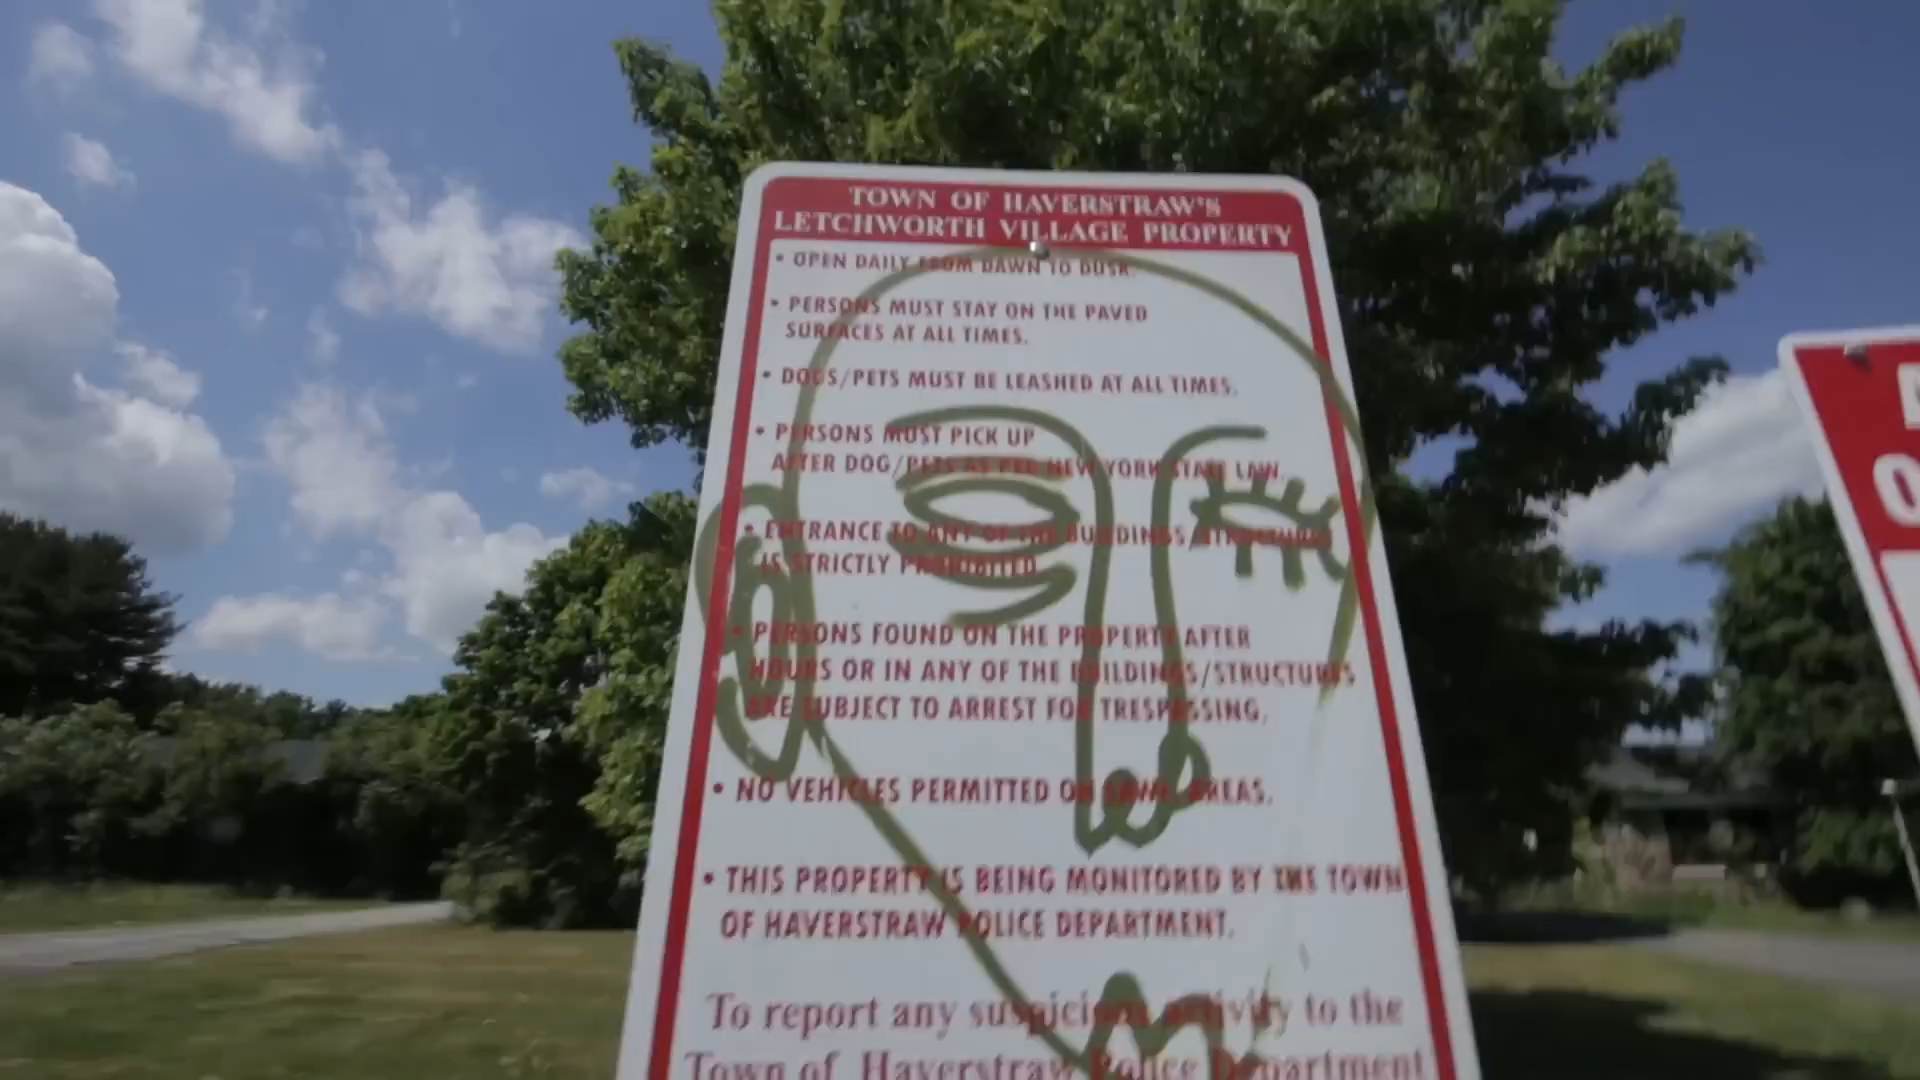 TOWN OF HAVERSTRAW'S
LETCHWORTH VILLAGE PROPERTY
• OPEN DAILY FROM DAWN TO DUSK.
• PERSONS MUST STAY ON THE PAVED
SURFACES AT ALL TIMES.
• DOGS/PETS MUST BE LEASHED AT ALL TIMES.
• PERSONS MUST PICK UP
AFTER DOG/PETS AS PER NEW YORK STATE LAW.
• ENTRANCE TO ANY OF THE BUILDINGS/STRUCTURES
IS STRICTLY PROHIBITED.
• PERSONS FOUND ON THE PROPERTY AFTER
HOURS OR IN ANY OF THE BUILDINGS/STRUCTURES
ARE SUBJECT TO ARREST FOR TRESPASSING.
• NO VEHICLES PERMITTED ON LAWN AREAS.
• THIS PROPERTY IS BEING MONITORED BY THE TOWN
OF HAVERSTRAW POLICE DEPARTMENT.
To report any suspicious activity to the
Town of Haverstraw Police Department